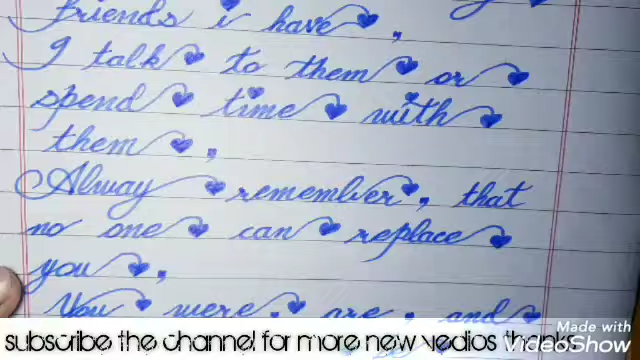 friends i have,
I talk to them or
spend time with
them,
Alway remember, that
no one can replace
you,
You were, are, and
subscribe the channel for more new vedios thanks
Made with
VideoShow